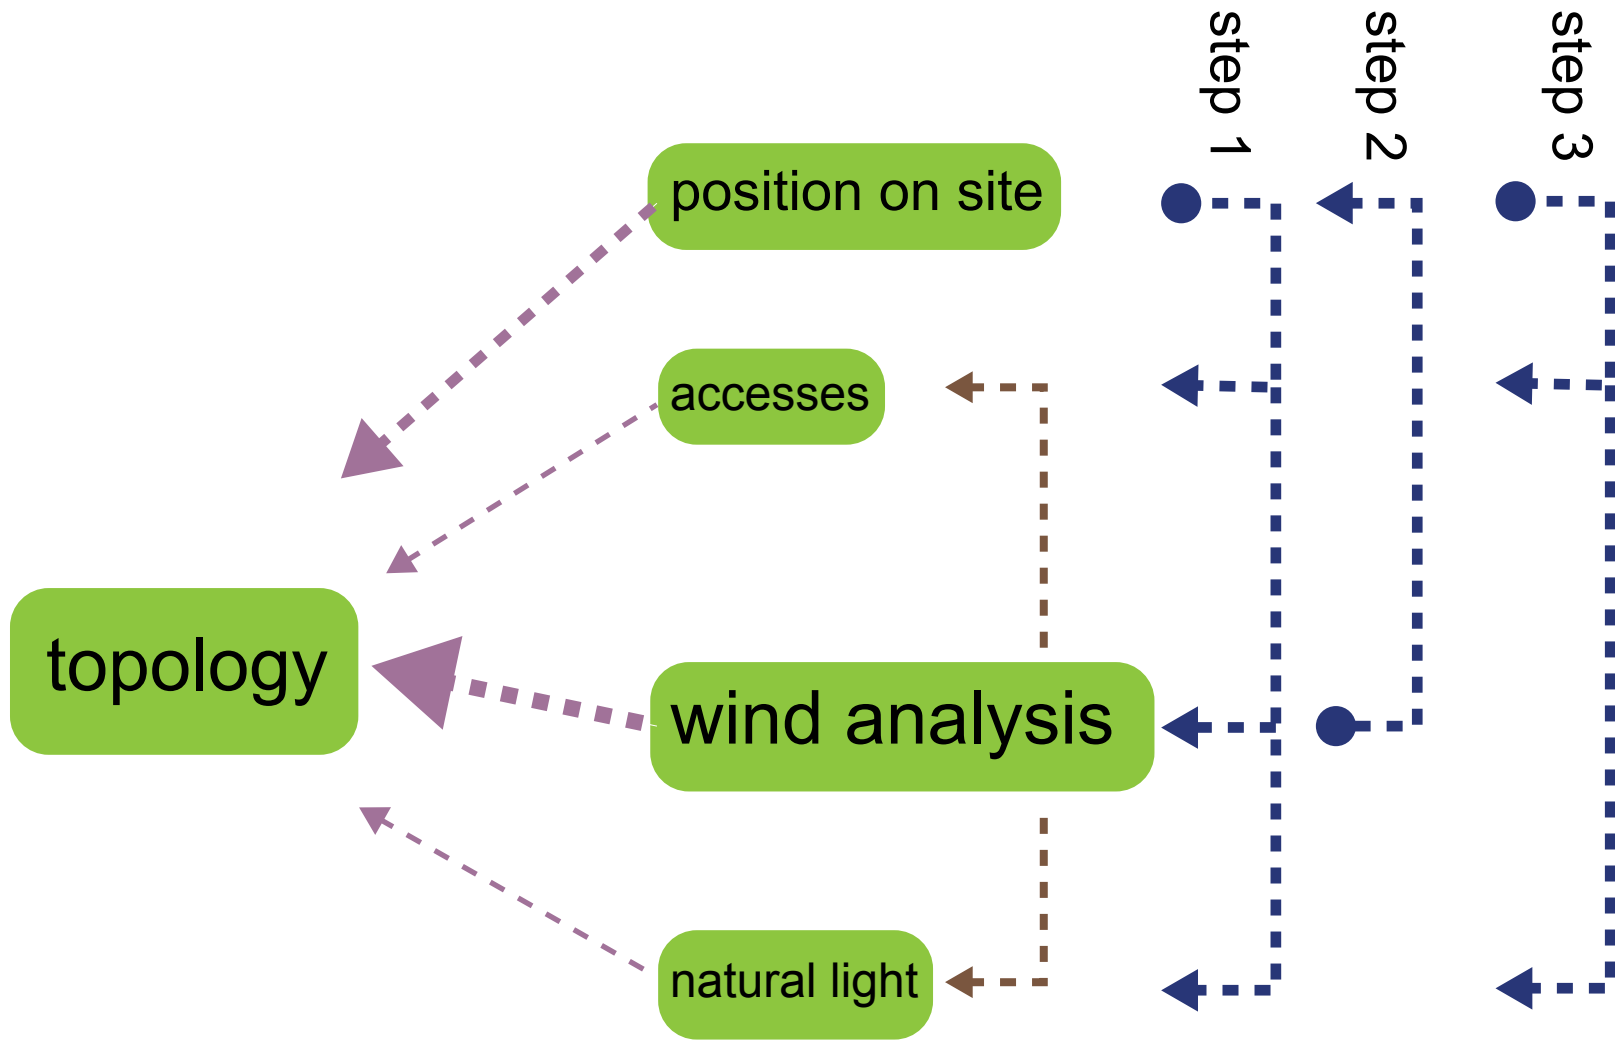 step 1
step 2
step 3
position on site
accesses
topology
wind analysis
natural light